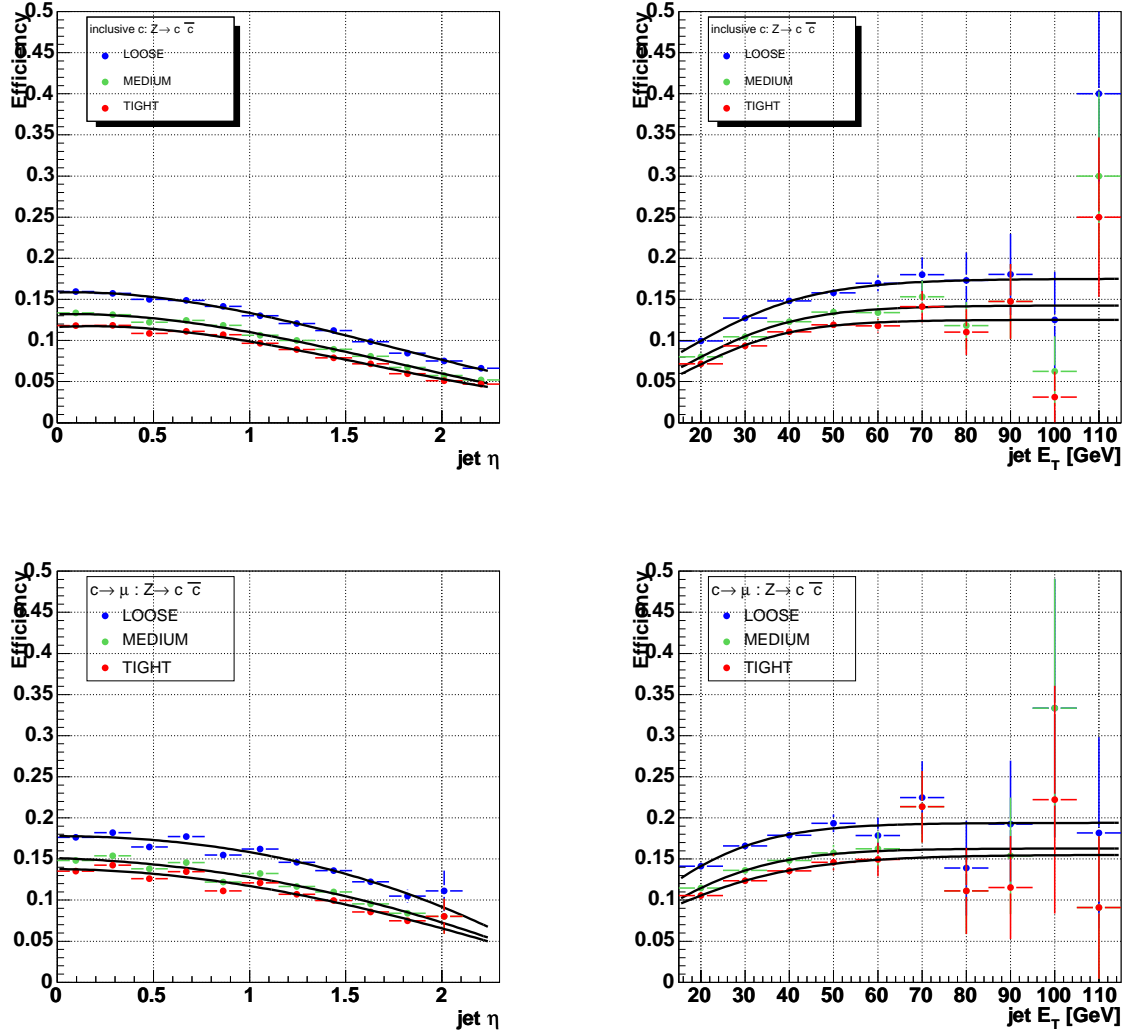 Efficiency
0.5
0.45
0.4
0.35
0.3
0.25
0.2
0.15
0.1
0.05
0
inclusive c: Z→ c c̅
LOOSE
MEDIUM
TIGHT
0 0.5 1 1.5 2
jet η
Efficiency
0.5
0.45
0.4
0.35
0.3
0.25
0.2
0.15
0.1
0.05
0
inclusive c: Z→ c c̅
LOOSE
MEDIUM
TIGHT
20 30 40 50 60 70 80 90 100 110
jet E_T [GeV]
Efficiency
0.5
0.45
0.4
0.35
0.3
0.25
0.2
0.15
0.1
0.05
0
c→ μ : Z→ c c̅
LOOSE
MEDIUM
TIGHT
0 0.5 1 1.5 2
jet η
Efficiency
0.5
0.45
0.4
0.35
0.3
0.25
0.2
0.15
0.1
0.05
0
c→ μ : Z→ c c̅
LOOSE
MEDIUM
TIGHT
20 30 40 50 60 70 80 90 100 110
jet E_T [GeV]